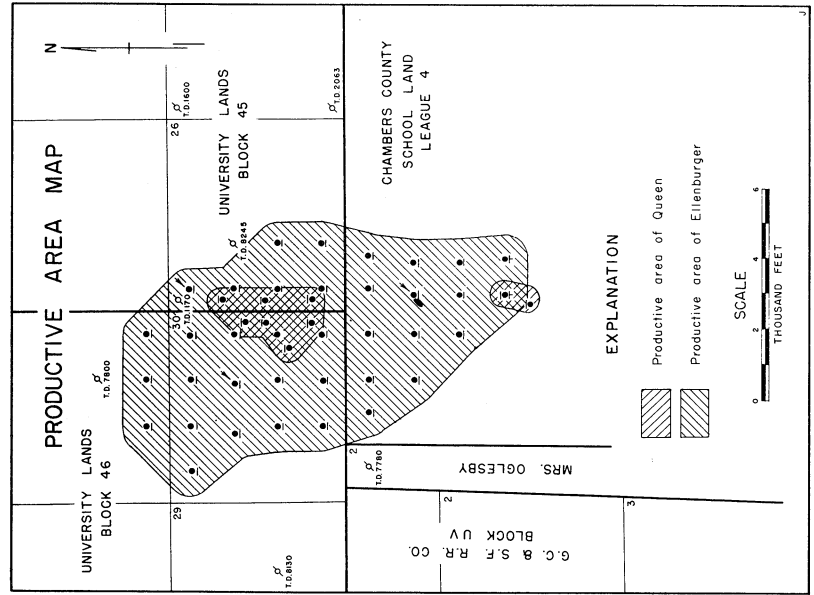 PRODUCTIVE AREA MAP
N
UNIVERSITY LANDS
BLOCK 46
T.D. 7800
29
30
T.D. 1170
26
T.D. 1600
UNIVERSITY LANDS
BLOCK 45
T.D. 8245
T.D. 2063
T.D. 8130
2
T.D. 7780
MRS. OGLESBY
CHAMBERS COUNTY
SCHOOL LAND
LEAGUE 4
G.C. & S.F. R.R. CO.
BLOCK UV
2
3
EXPLANATION
Productive area of Queen
Productive area of Ellenburger
SCALE
0 2 4 6
THOUSAND FEET
J